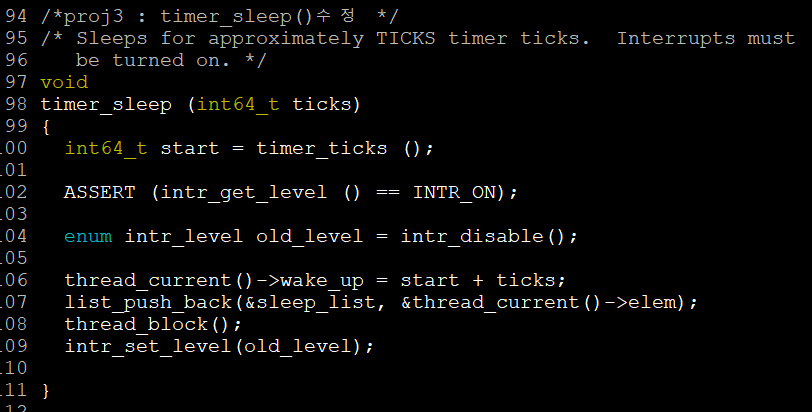 94 /*proj3 : timer_sleep()수 정  */
95 /* Sleeps for approximately TICKS timer ticks.  Interrupts must
96    be turned on. */
97 void
98 timer_sleep (int64_t ticks)
99 {
00   int64_t start = timer_ticks ();
01
02   ASSERT (intr_get_level () == INTR_ON);
03
04   enum intr_level old_level = intr_disable();
05
06   thread_current()->wake_up = start + ticks;
07   list_push_back(&sleep_list, &thread_current()->elem);
08   thread_block();
09   intr_set_level(old_level);
10
11 }